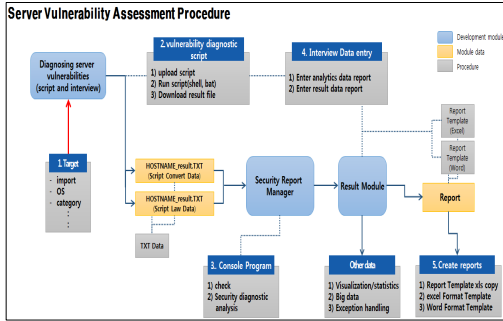 Server Vulnerability Assessment Procedure
Development module
Module data
Procedure
Diagnosing server
vulnerabilities
(script and interview)
2. vulnerability diagnostic
script
1) upload script
2) Run script(shell, bat)
3) Download result file
4. Interview Data entry
1) Enter analytics data report
2) Enter result data report
Report
Template
(Excel)
Report
Template
(Word)
1. Target
- import
- OS
- category
:
:
HOSTNAME_result.TXT
(Script Convert Data)
HOSTNAME_result.TXT
(Script Law Data)
TXT Data
Security Report
Manager
Result Module
Report
3. Console Program
1) check
2) Security diagnostic
analysis
Other data
1) Visualization/statistics
2) Big data
3) Exception handling
5. Create reports
1) Report Template xls copy
2) excel Format Template
3) Word Format Template